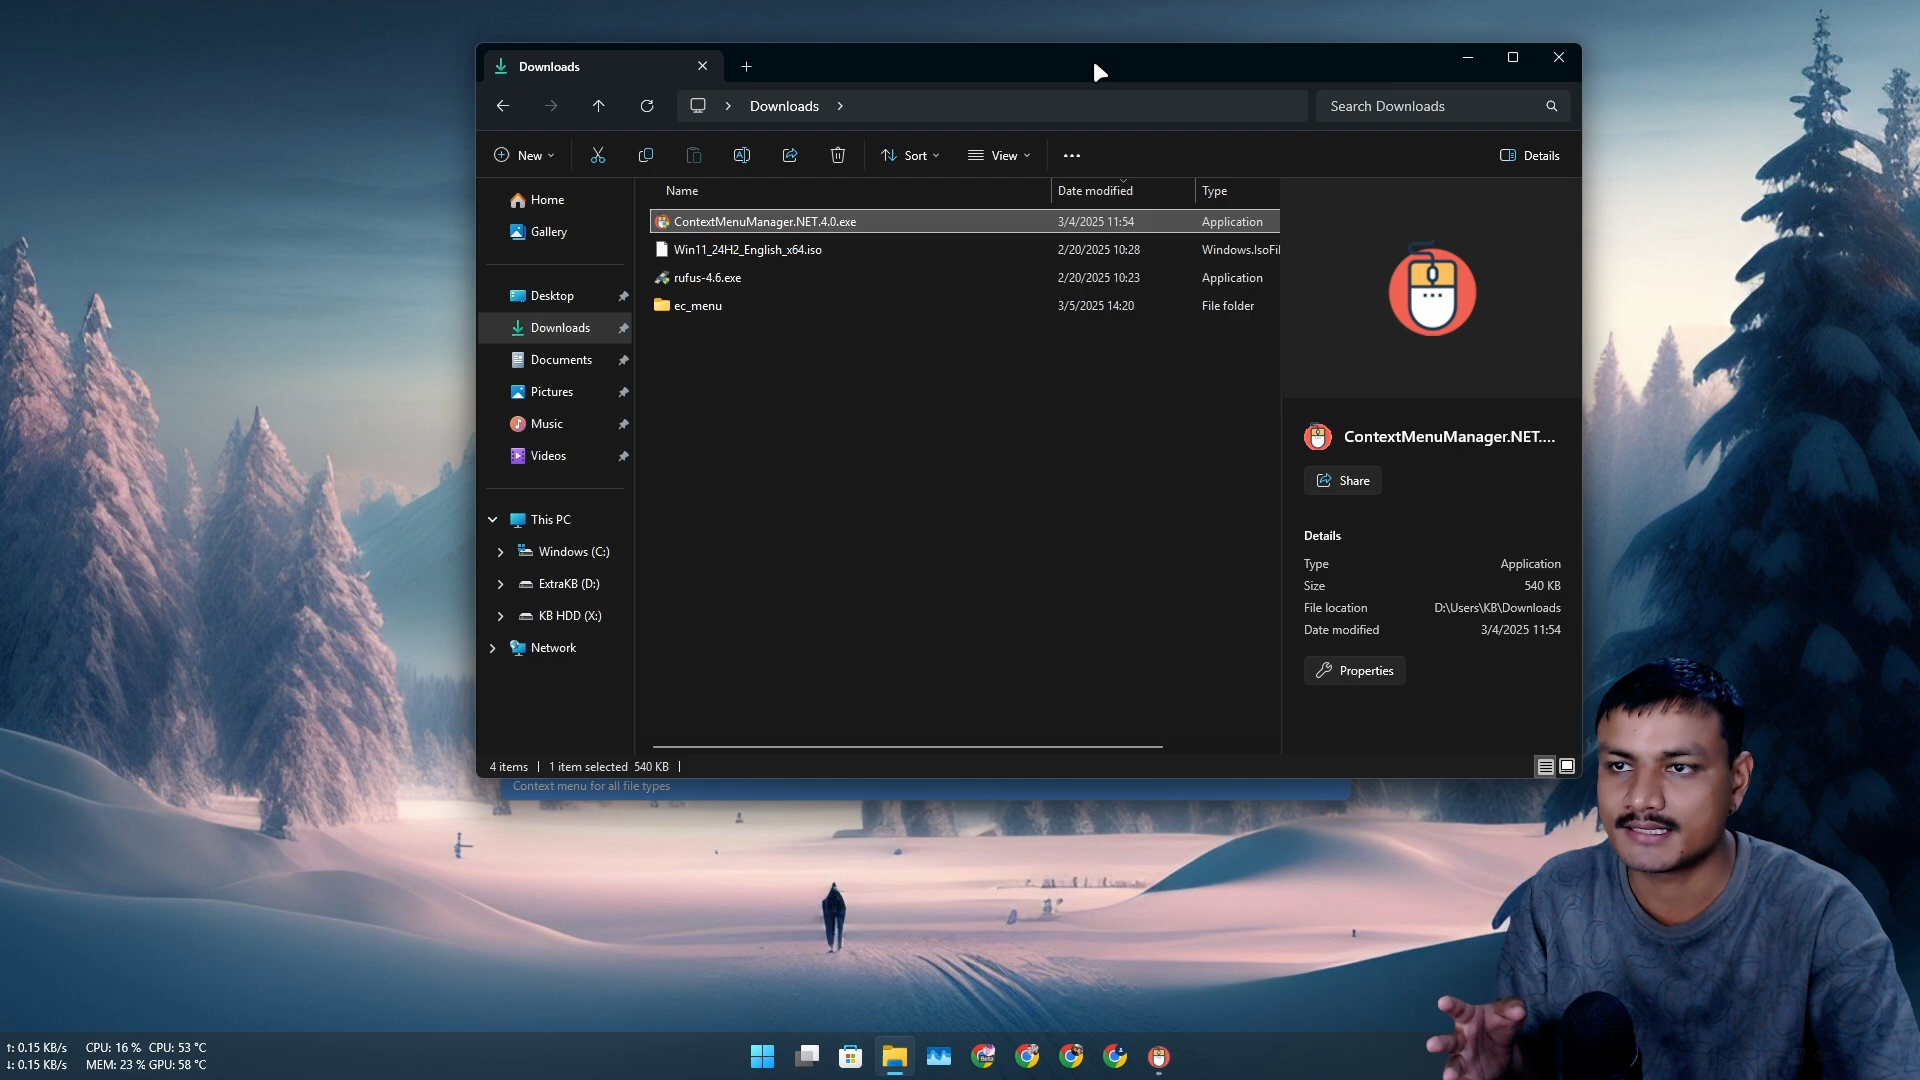 Downloads
Downloads
Search Downloads
New
Sort
View
Details
Home
Gallery
Desktop
Downloads
Documents
Pictures
Music
Videos
This PC
Windows (C:)
ExtraKB (D:)
KB HDD (X:)
Network
Name Date modified Type
ContextMenuManager.NET.4.0.exe 3/4/2025 11:54 Application
Win11_24H2_English_x64.iso 2/20/2025 10:28 Windows.IsoFil
rufus-4.6.exe 2/20/2025 10:23 Application
ec_menu 3/5/2025 14:20 File folder
ContextMenuManager.NET....
Share
Details
Type Application
Size 540 KB
File location D:\Users\KB\Downloads
Date modified 3/4/2025 11:54
Properties
4 items 1 item selected 540 KB
Context menu for all file types
↑: 0.15 KB/s CPU: 16 % CPU: 53 °C
↓: 0.15 KB/s MEM: 23 % GPU: 58 °C
Beta